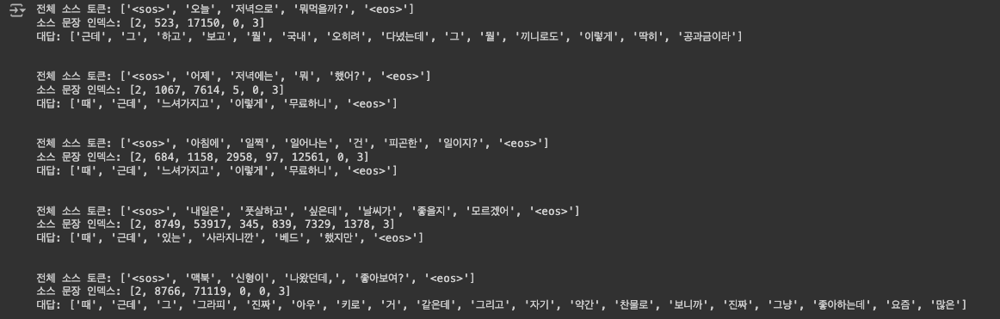 전체 소스 토큰: ['<sos>', '오늘', '저녁으로', '뭐먹을까?', '<eos>']
소스 문장 인덱스: [2, 523, 17150, 0, 3]
대답: ['근데', '그', '하고', '보고', '뭘', '국내', '오히려', '다녔는데', '그', '뭘', '끼니로도', '이렇게', '딱히', '공과금이라']
전체 소스 토큰: ['<sos>', '어제', '저녁에는', '뭐', '했어?', '<eos>']
소스 문장 인덱스: [2, 1067, 7614, 5, 0, 3]
대답: ['때', '근데', '느셔가지고', '이렇게', '무료하니', '<eos>']
전체 소스 토큰: ['<sos>', '아침에', '일찍', '일어나는', '건', '피곤한', '일이지?', '<eos>']
소스 문장 인덱스: [2, 684, 1158, 2958, 97, 12561, 0, 3]
대답: ['때', '근데', '느셔가지고', '이렇게', '무료하니', '<eos>']
전체 소스 토큰: ['<sos>', '내일은', '풋살하고', '싶은데', '날씨가', '좋을지', '모르겠어', '<eos>']
소스 문장 인덱스: [2, 8749, 53917, 345, 839, 7329, 1378, 3]
대답: ['때', '근데', '있는', '사라지니깐', '베드', '했지만', '<eos>']
전체 소스 토큰: ['<sos>', '맥북', '신형이', '나왔던데,', '좋아보여?', '<eos>']
소스 문장 인덱스: [2, 8766, 71119, 0, 0, 3]
대답: ['때', '근데', '그', '그라피', '진짜', '아우', '키로', '거', '같은데', '그리고', '자기', '약간', '찬물로', '보니까', '진짜', '그냥', '좋아하는데', '요즘', '많은']